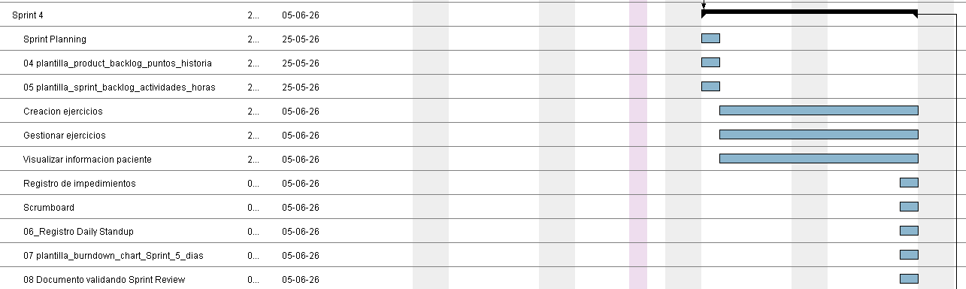 Sprint 4 2... 05-06-26
Sprint Planning 2... 25-05-26
04 plantilla_product_backlog_puntos_historia 2... 25-05-26
05 plantilla_sprint_backlog_actividades_horas 2... 25-05-26
Creacion ejercicios 2... 05-06-26
Gestionar ejercicios 2... 05-06-26
Visualizar informacion paciente 2... 05-06-26
Registro de impedimientos 0... 05-06-26
Scrumboard 0... 05-06-26
06_Registro Daily Standup 0... 05-06-26
07 plantilla_burndown_chart_Sprint_5_dias 0... 05-06-26
08 Documento validando Sprint Review 0... 05-06-26